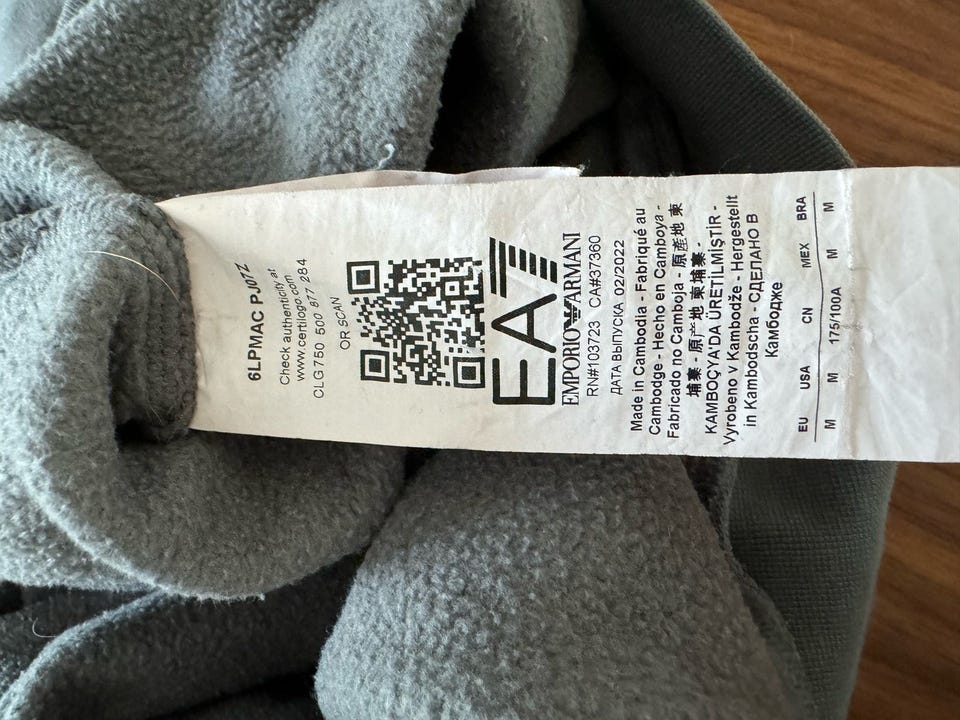 6LPMAC PJ07Z
Check authenticity at
www.certilogo.com
CLG 750 500 877 284
OR SCAN
EA7
EMPORIO ARMANI
RN#103723 CA#37360
ДАТА ВЫПУСКА 02/2022
Made in Cambodia - Fabriqué au
Cambodge - Hecho en Camboya -
Fabricado no Camboja - 原産地 柬
埔寨 - 原产地 柬埔寨 -
KAMBOÇYA'DA ÜRETİLMİŞTİR -
Vyrobeno v Kambodže - Hergestellt
in Kambodscha - СДЕЛАНО В
Камбодже
EU USA CN MEX BRA
M M 175/100A M M